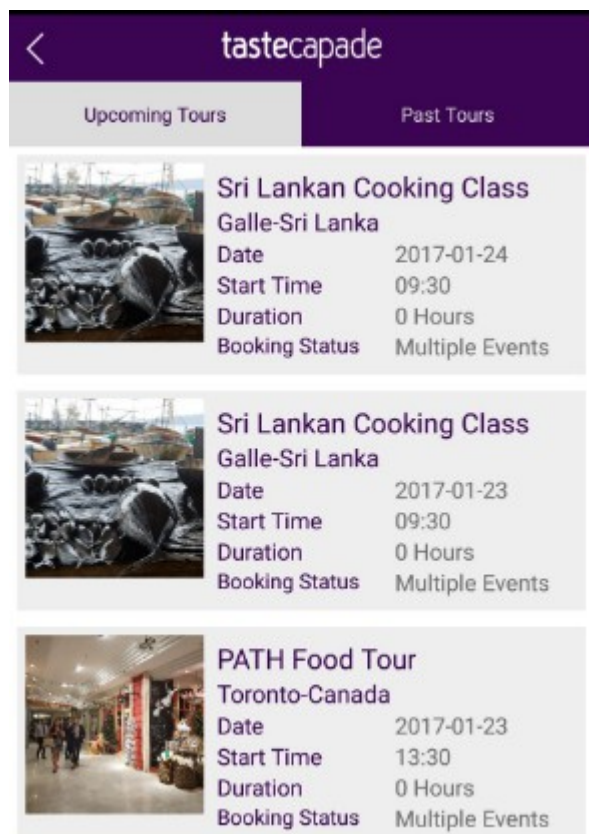 tastecapade
Upcoming Tours Past Tours
Sri Lankan Cooking Class
Galle-Sri Lanka
Date 2017-01-24
Start Time 09:30
Duration 0 Hours
Booking Status Multiple Events
Sri Lankan Cooking Class
Galle-Sri Lanka
Date 2017-01-23
Start Time 09:30
Duration 0 Hours
Booking Status Multiple Events
PATH Food Tour
Toronto-Canada
Date 2017-01-23
Start Time 13:30
Duration 0 Hours
Booking Status Multiple Events